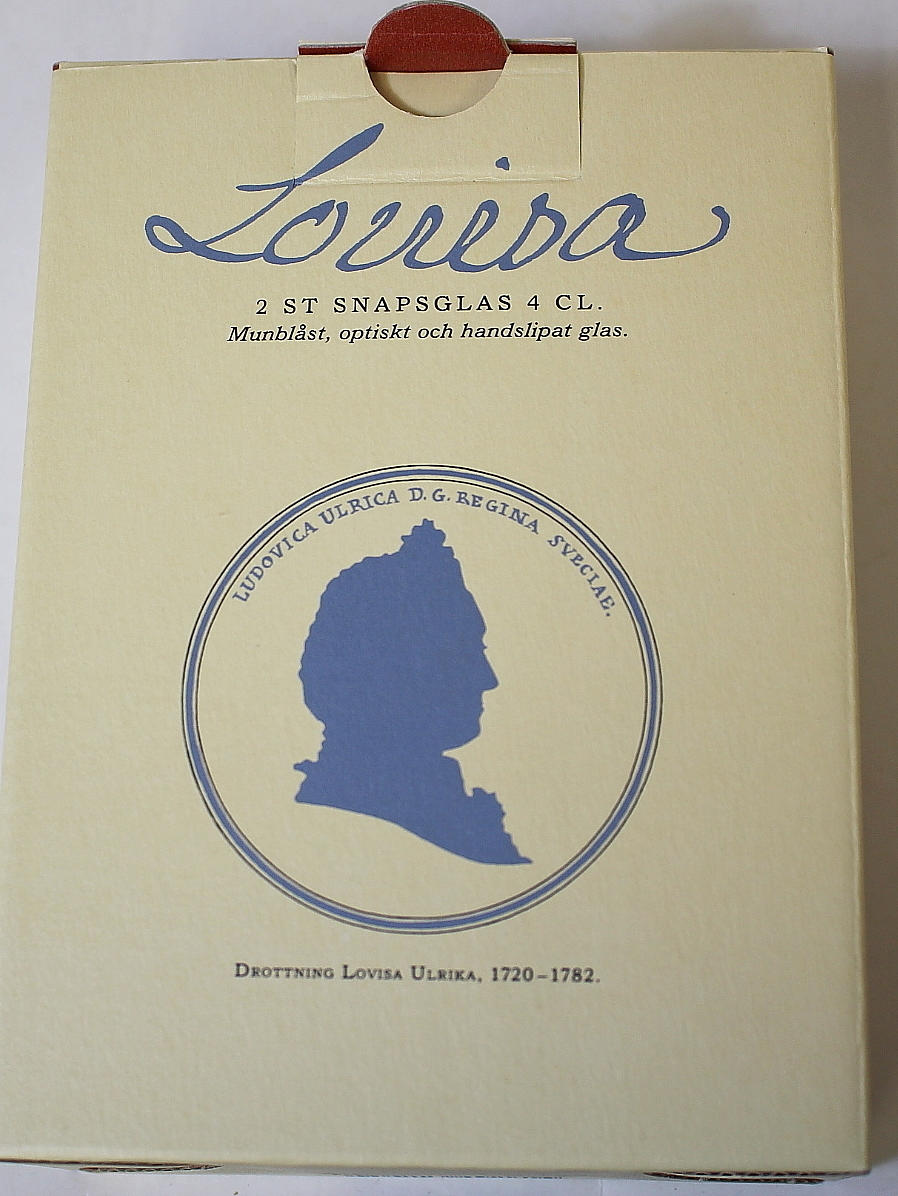 Louisa
2 ST SNAPSGLAS 4 CL.
Munblåst, optiskt och handslipat glas.
LUDOVICA ULRICA D.G. REGINA SVECIAE.
DROTTNING LOVISA ULRIKA, 1720–1782.